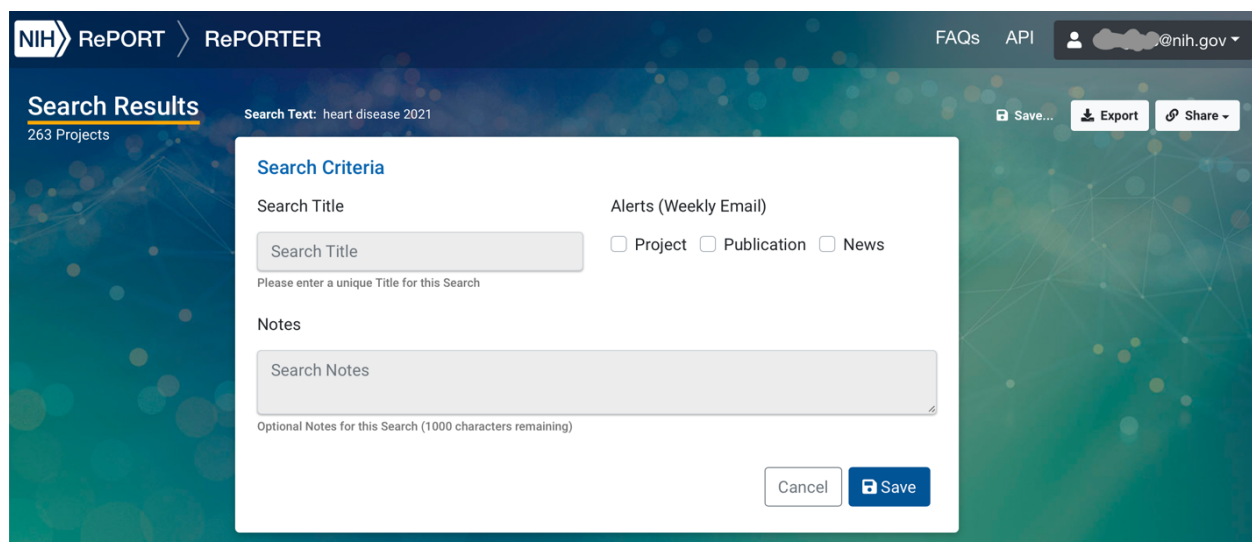 NIH RePORT RePORTER FAQs API @nih.gov
Search Results
263 Projects
Search Text: heart disease 2021
Save... Export Share
Search Criteria
Search Title Alerts (Weekly Email)
Search Title Project Publication News
Please enter a unique Title for this Search
Notes
Search Notes
Optional Notes for this Search (1000 characters remaining)
Cancel Save